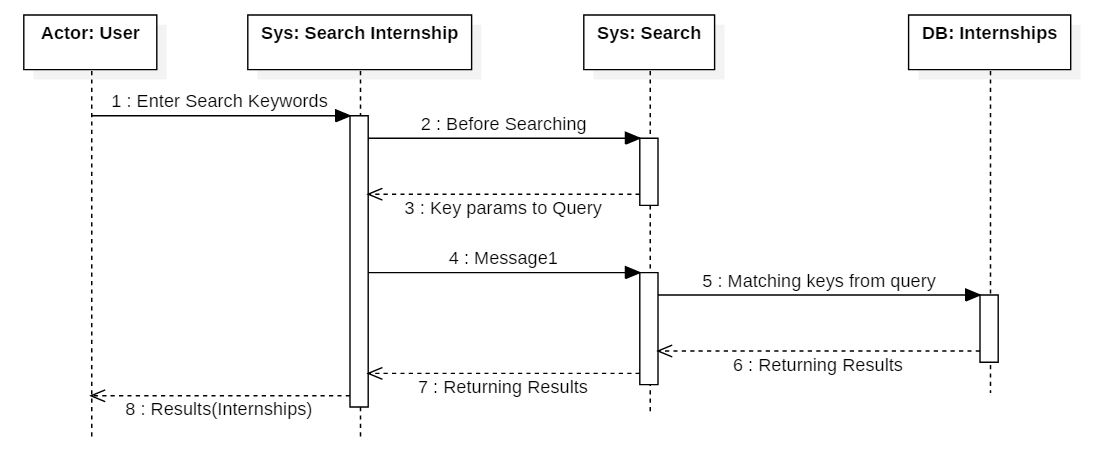 Actor: User
Sys: Search Internship
Sys: Search
DB: Internships
1 : Enter Search Keywords
2 : Before Searching
3 : Key params to Query
4 : Message1
5 : Matching keys from query
6 : Returning Results
7 : Returning Results
8 : Results(Internships)